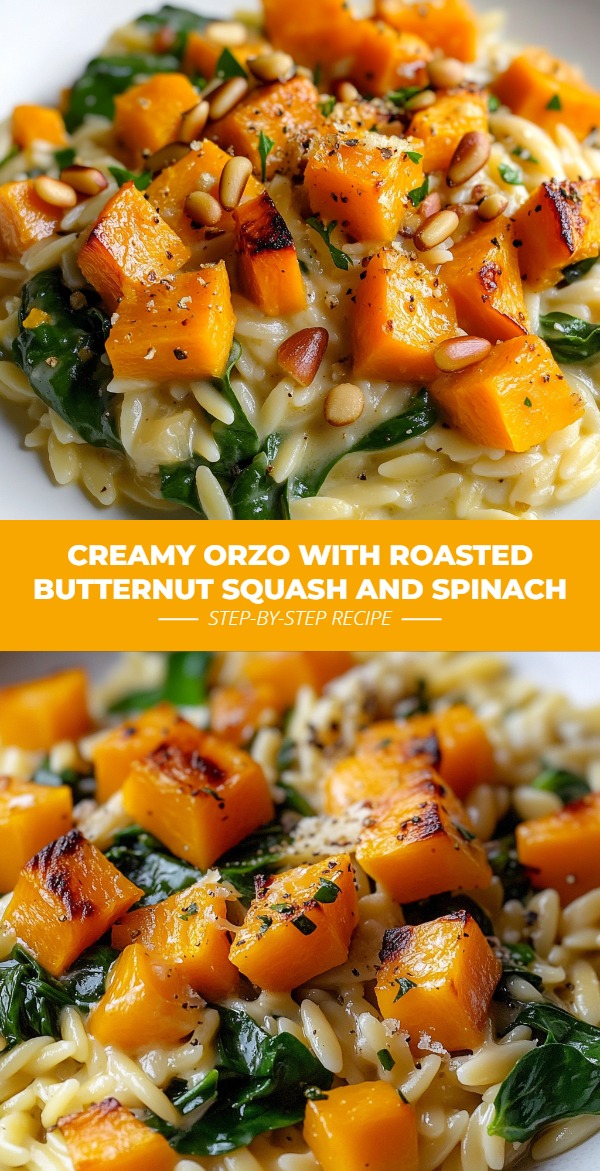 CREAMY ORZO WITH ROASTED
BUTTERNUT SQUASH AND SPINACH
STEP-BY-STEP RECIPE